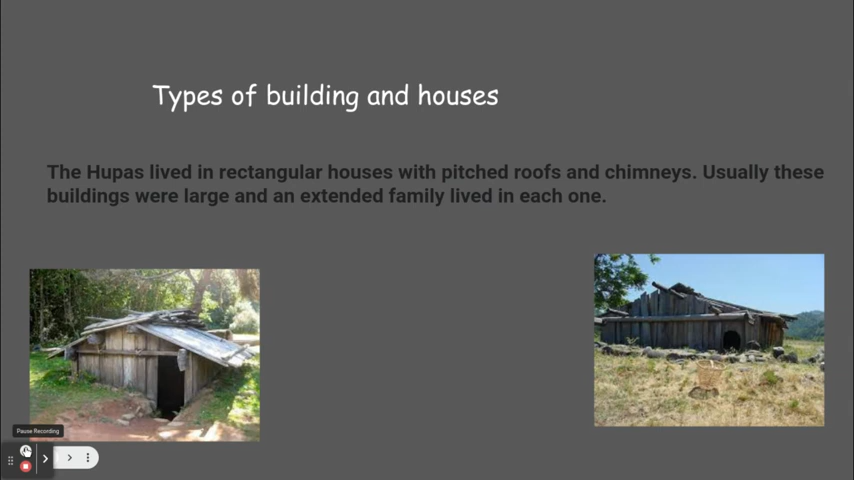 Types of building and houses
The Hupas lived in rectangular houses with pitched roofs and chimneys. Usually these
buildings were large and an extended family lived in each one.
Pause Recording